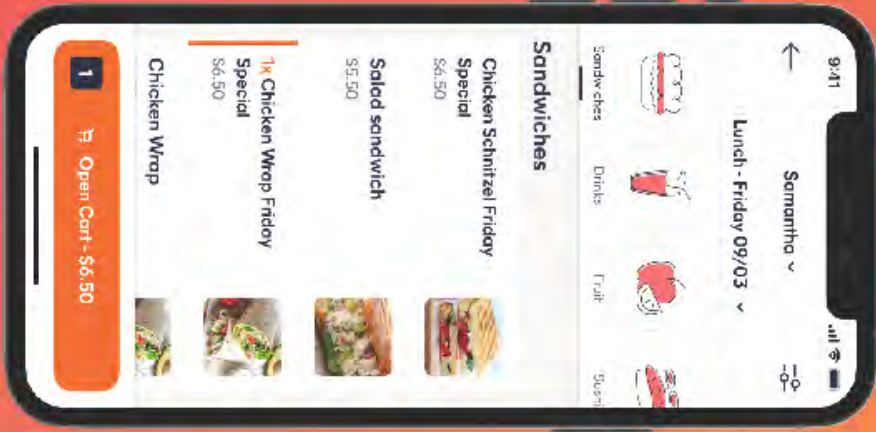 9:41
Samantha
Lunch - Friday 09/03
Sandwiches
Drinks
Fruit
Sushi
Sandwiches
Chicken Schnitzel Friday
Special
$6.50
Salad sandwich
$5.50
1x Chicken Wrap Friday
Special
$6.50
Chicken Wrap
1
Open Cart - $6.50